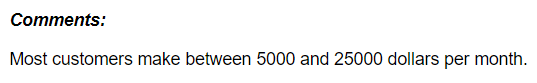 Comments:
Most customers make between 5000 and 25000 dollars per month.